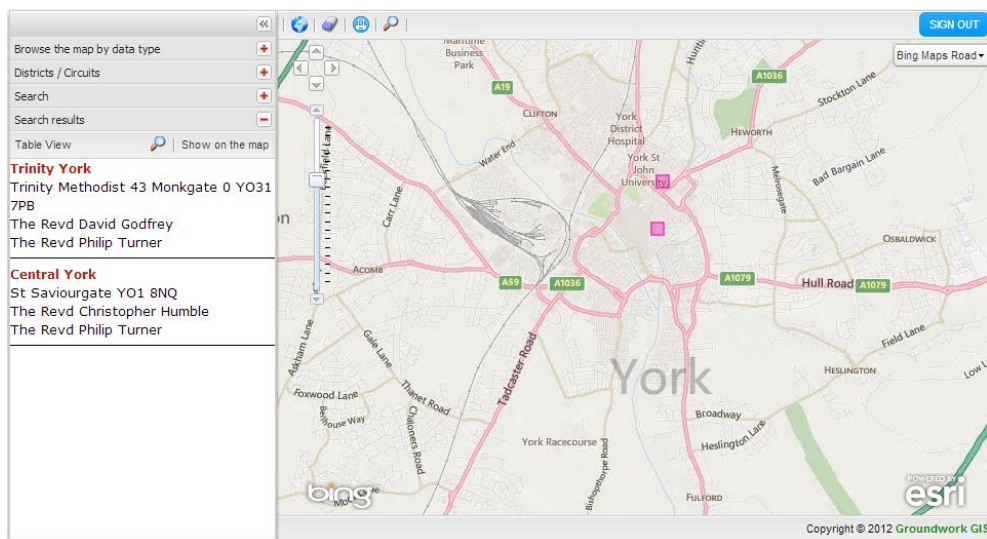 SIGN OUT
Browse the map by data type
Districts / Circuits
Search
Search results
Table View
Show on the map
Trinity York
Trinity Methodist 43 Monkgate 0 YO31
7PB
The Revd David Godfrey
The Revd Philip Turner
Central York
St Saviourgate YO1 8NQ
The Revd Christopher Humble
The Revd Philip Turner
Bing Maps Road
Maritime
Business
Park
A19
CLIFTON
Water End
York
District
Hospital
York St
John
University
A1036
HEWORTH
Stockton Lane
Bad Bargain Lane
Melrosegate
OSBALDWICK
Carr Lane
ACOMB
A59
A1036
A1079
Hull Road
A1079
Field Lane
HESLINGTON
Askham Lane
Gale Lane
Thanet Road
Foxwood Lane
Chaloners Road
Tadcaster Road
York
Broadway
Heslington Lane
York Racecourse
Bishopthorpe Road
FULFORD
bing
POWERED BY
esri
Copyright © 2012 Groundwork GIS